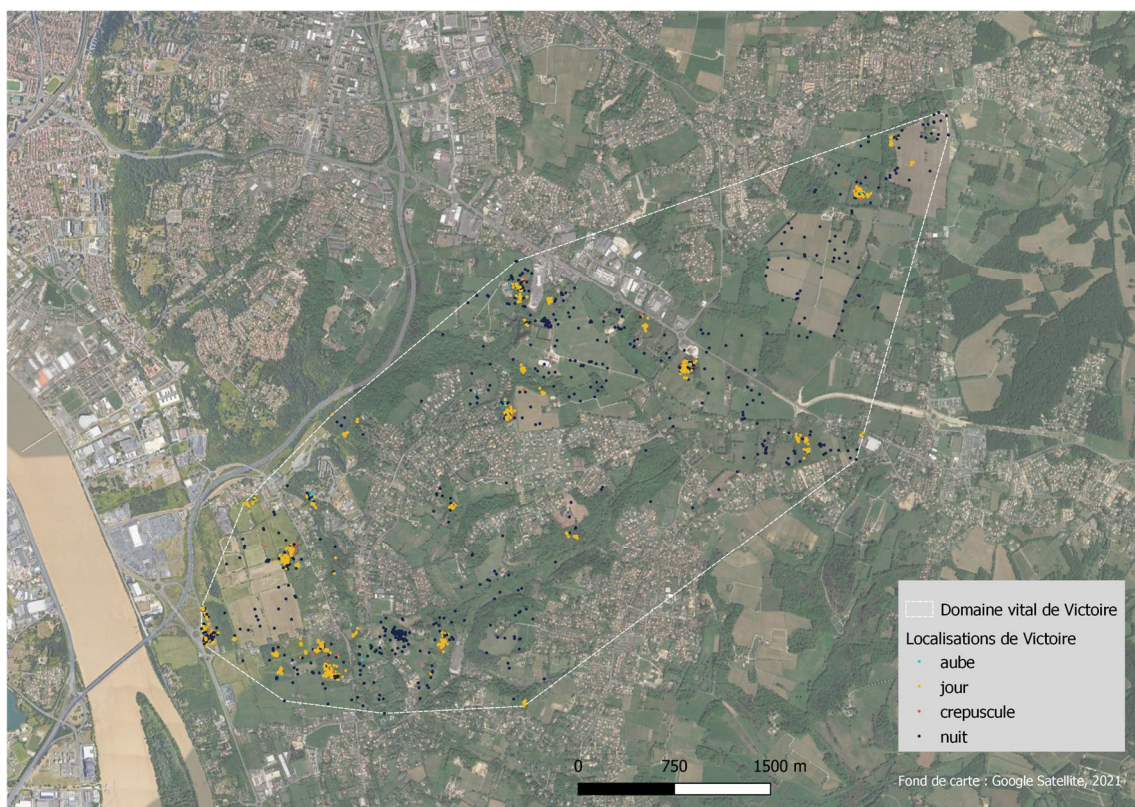 Domaine vital de Victoire
Localisations de Victoire
aube
jour
crepuscule
nuit
0 750 1500 m
Fond de carte : Google Satellite, 2021